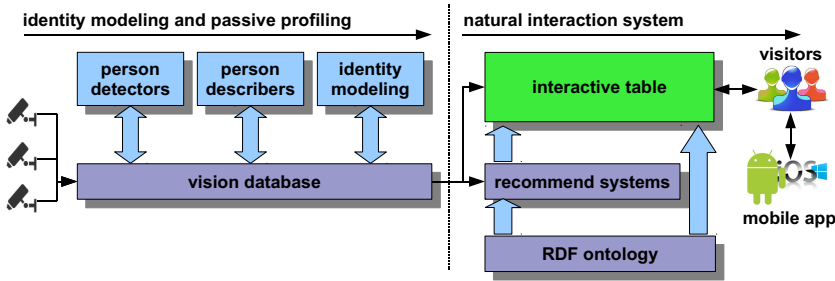 identity modeling and passive profiling
natural interaction system
person
detectors
person
describers
identity
modeling
interactive table
visitors
vision database
recommend systems
iOS
mobile app
RDF ontology